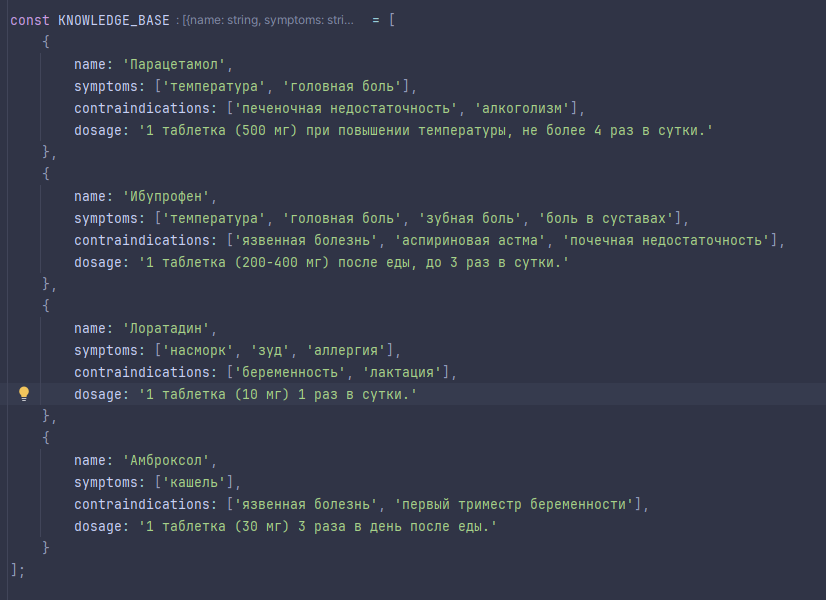 const KNOWLEDGE_BASE : [{name: string, symptoms: stri... = [
{
name: 'Парацетамол',
symptoms: ['температура', 'головная боль'],
contraindications: ['печеночная недостаточность', 'алкоголизм'],
dosage: '1 таблетка (500 мг) при повышении температуры, не более 4 раз в сутки.'
},
{
name: 'Ибупрофен',
symptoms: ['температура', 'головная боль', 'зубная боль', 'боль в суставах'],
contraindications: ['язвенная болезнь', 'аспириновая астма', 'почечная недостаточность'],
dosage: '1 таблетка (200-400 мг) после еды, до 3 раз в сутки.'
},
{
name: 'Лоратадин',
symptoms: ['насморк', 'зуд', 'аллергия'],
contraindications: ['беременность', 'лактация'],
dosage: '1 таблетка (10 мг) 1 раз в сутки.'
},
{
name: 'Амброксол',
symptoms: ['кашель'],
contraindications: ['язвенная болезнь', 'первый триместр беременности'],
dosage: '1 таблетка (30 мг) 3 раза в день после еды.'
}
];